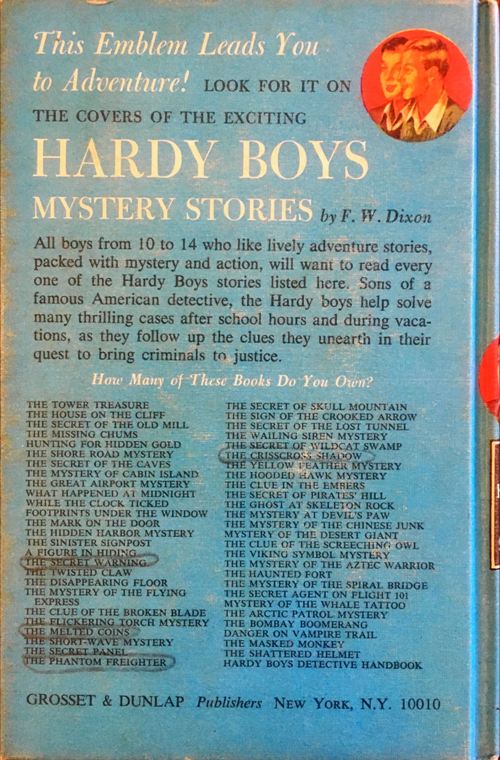 This Emblem Leads You
to Adventure! LOOK FOR IT ON
THE COVERS OF THE EXCITING
HARDY BOYS
MYSTERY STORIES by F. W. Dixon
All boys from 10 to 14 who like lively adventure stories,
packed with mystery and action, will want to read every
one of the Hardy Boys stories listed here. Sons of a
famous American detective, the Hardy boys help solve
many thrilling cases after school hours and during vaca-
tions, as they follow up the clues they unearth in their
quest to bring criminals to justice.
How Many of These Books Do You Own?
THE TOWER TREASURE
THE HOUSE ON THE CLIFF
THE SECRET OF THE OLD MILL
THE MISSING CHUMS
HUNTING FOR HIDDEN GOLD
THE SHORE ROAD MYSTERY
THE SECRET OF THE CAVES
THE MYSTERY OF CABIN ISLAND
THE GREAT AIRPORT MYSTERY
WHAT HAPPENED AT MIDNIGHT
WHILE THE CLOCK TICKED
FOOTPRINTS UNDER THE WINDOW
THE MARK ON THE DOOR
THE HIDDEN HARBOR MYSTERY
THE SINISTER SIGNPOST
A FIGURE IN HIDING
THE SECRET WARNING
THE TWISTED CLAW
THE DISAPPEARING FLOOR
THE MYSTERY OF THE FLYING
EXPRESS
THE CLUE OF THE BROKEN BLADE
THE FLICKERING TORCH MYSTERY
THE MELTED COINS
THE SHORT-WAVE MYSTERY
THE SECRET PANEL
THE PHANTOM FREIGHTER
THE SECRET OF SKULL MOUNTAIN
THE SIGN OF THE CROOKED ARROW
THE SECRET OF THE LOST TUNNEL
THE WAILING SIREN MYSTERY
THE SECRET OF WILDCAT SWAMP
THE CRISSCROSS SHADOW
THE YELLOW FEATHER MYSTERY
THE HOODED HAWK MYSTERY
THE CLUE IN THE EMBERS
THE SECRET OF PIRATES' HILL
THE GHOST AT SKELETON ROCK
THE MYSTERY AT DEVIL'S PAW
THE MYSTERY OF THE CHINESE JUNK
MYSTERY OF THE DESERT GIANT
THE CLUE OF THE SCREECHING OWL
THE VIKING SYMBOL MYSTERY
THE MYSTERY OF THE AZTEC WARRIOR
THE HAUNTED FORT
THE MYSTERY OF THE SPIRAL BRIDGE
THE SECRET AGENT ON FLIGHT 101
MYSTERY OF THE WHALE TATTOO
THE ARCTIC PATROL MYSTERY
THE BOMBAY BOOMERANG
DANGER ON VAMPIRE TRAIL
THE MASKED MONKEY
THE SHATTERED HELMET
HARDY BOYS DETECTIVE HANDBOOK
GROSSET & DUNLAP Publishers NEW YORK, N.Y. 10010